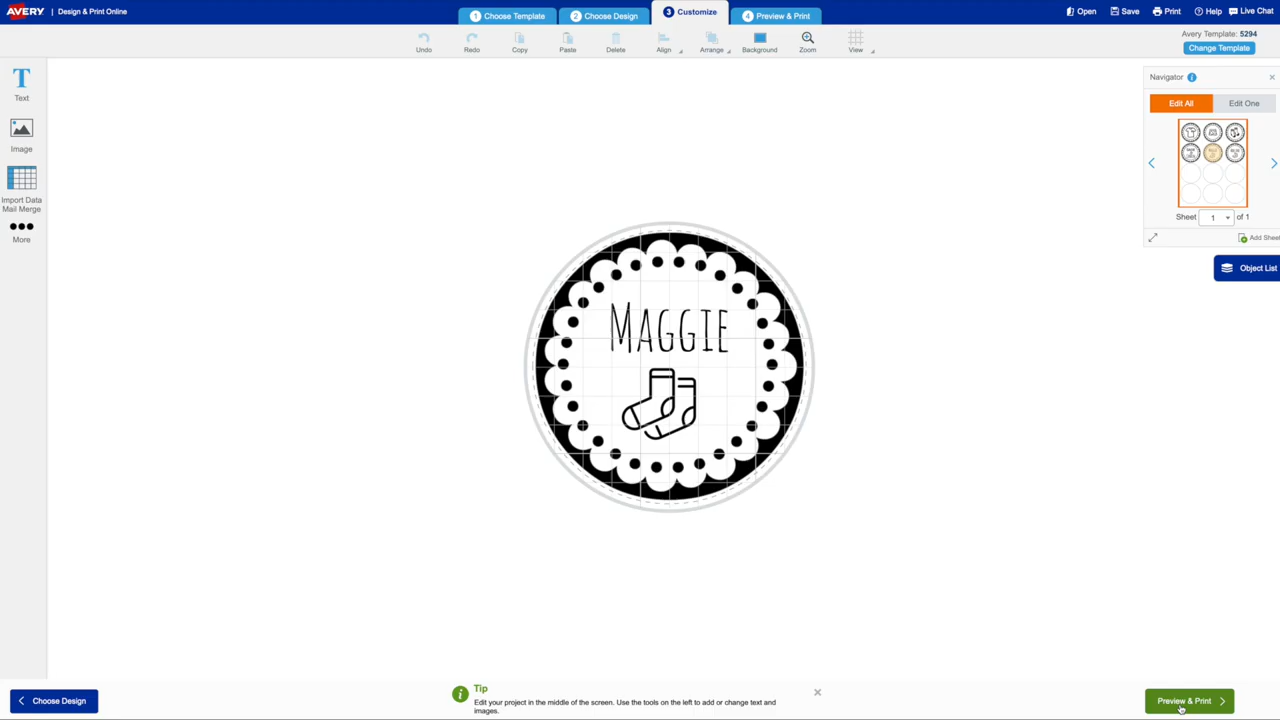 AVERY | Design & Print Online
1 Choose Template
2 Choose Design
3 Customize
4 Preview & Print
Open
Save
Print
Help
Live Chat
Undo
Redo
Copy
Paste
Delete
Align
Arrange
Background
Zoom
View
Avery Template: 5294
Change Template
Text
Image
Import Data
Mail Merge
More
Navigator
Edit All
Edit One
Sheet 1 of 1
Add Sheet
Object List
MAGGIE
Choose Design
Tip
Edit your project in the middle of the screen. Use the tools on the left to add or change text and
images.
Preview & Print